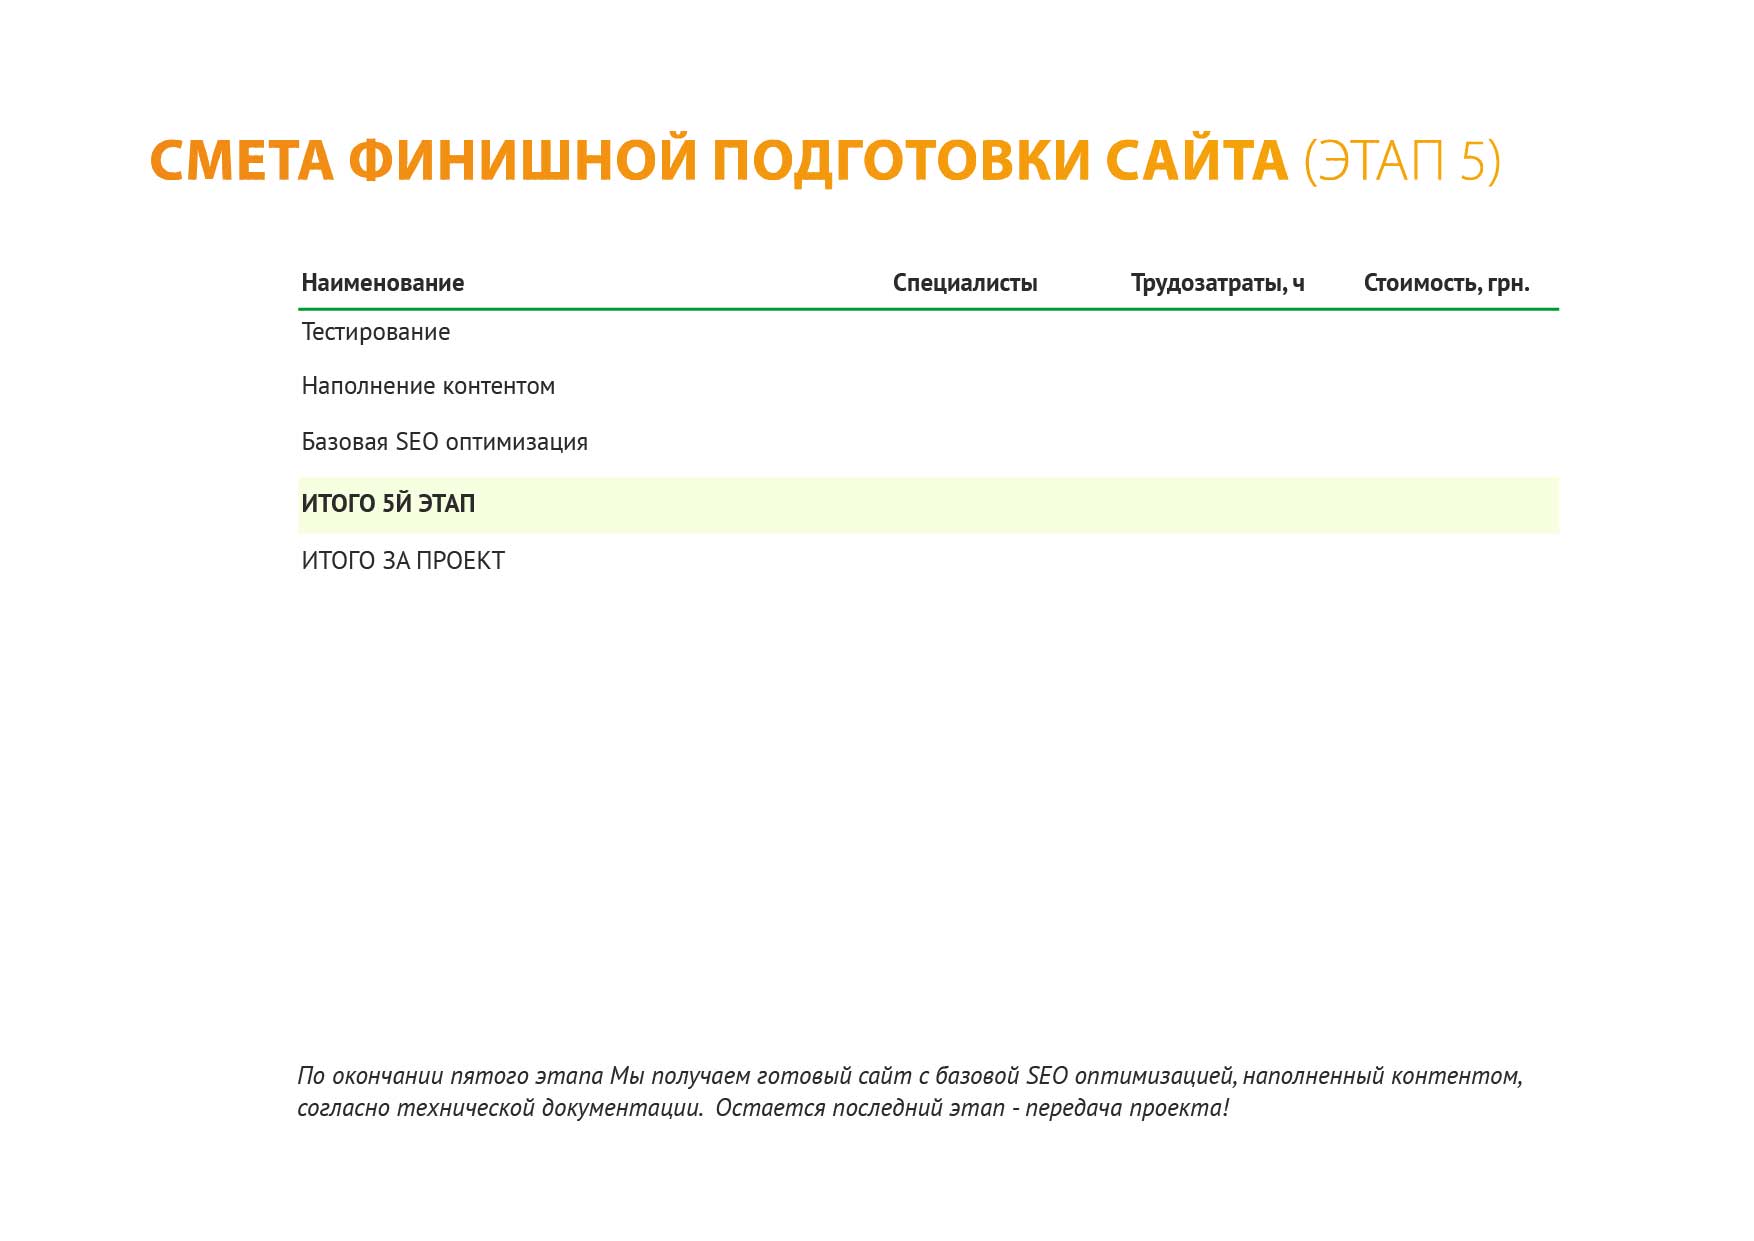 СМЕТА ФИНИШНОЙ ПОДГОТОВКИ САЙТА (ЭТАП 5)
Наименование Специалисты Трудозатраты, ч Стоимость, грн.
Тестирование
Наполнение контентом
Базовая SEO оптимизация
ИТОГО 5Й ЭТАП
ИТОГО ЗА ПРОЕКТ
По окончании пятого этапа Мы получаем готовый сайт с базовой SEO оптимизацией, наполненный контентом,
согласно технической документации.  Остается последний этап - передача проекта!